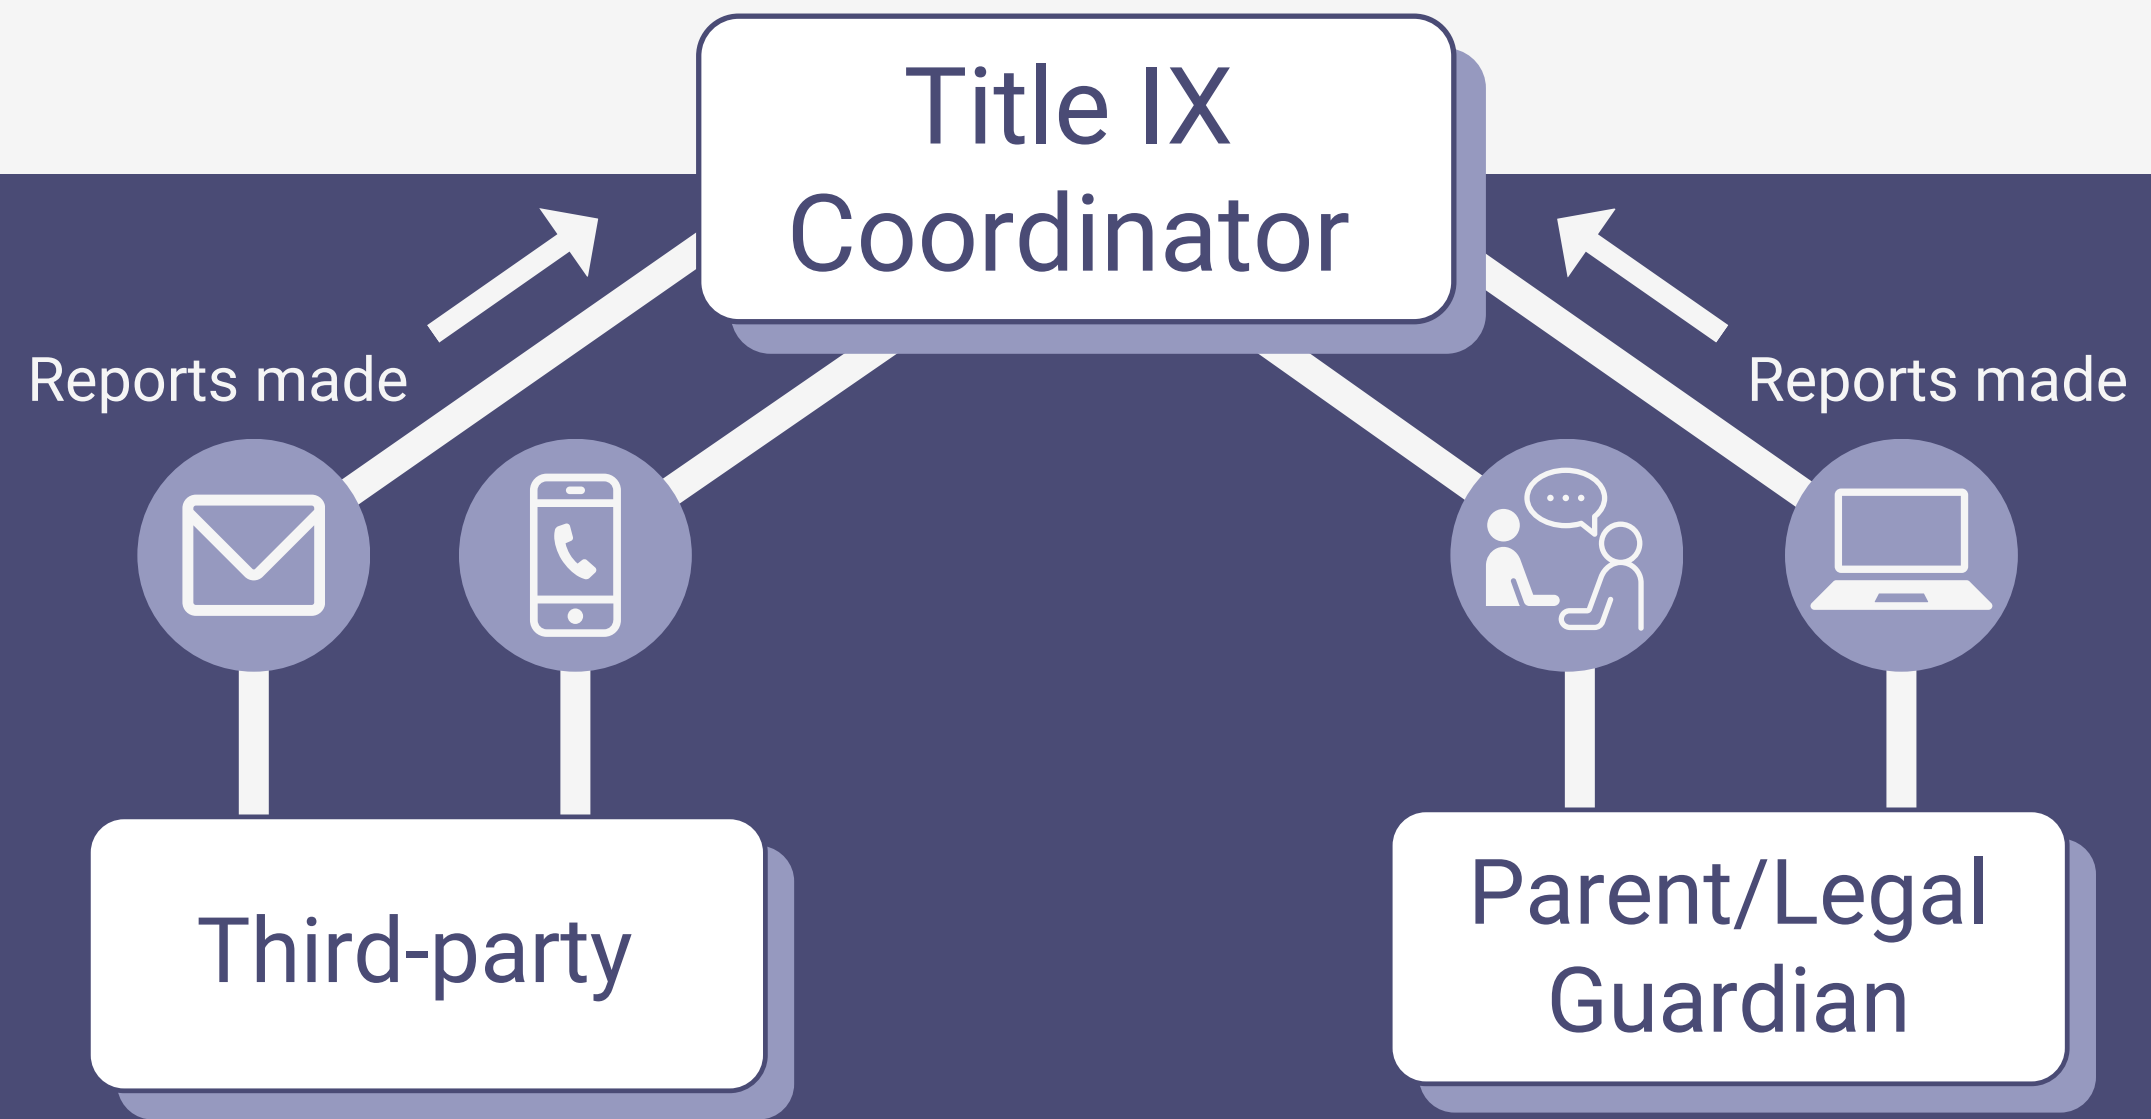 Title IX
Coordinator
Reports made
Reports made
Third-party
Parent/Legal
Guardian